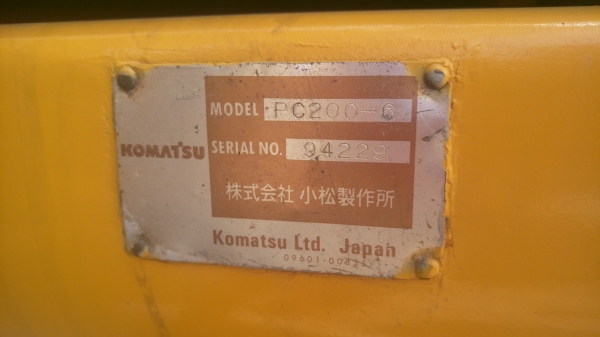 KOMATSU
MODEL PC200-6
SERIAL NO. 94229
株式会社 小松製作所
Komatsu Ltd. Japan